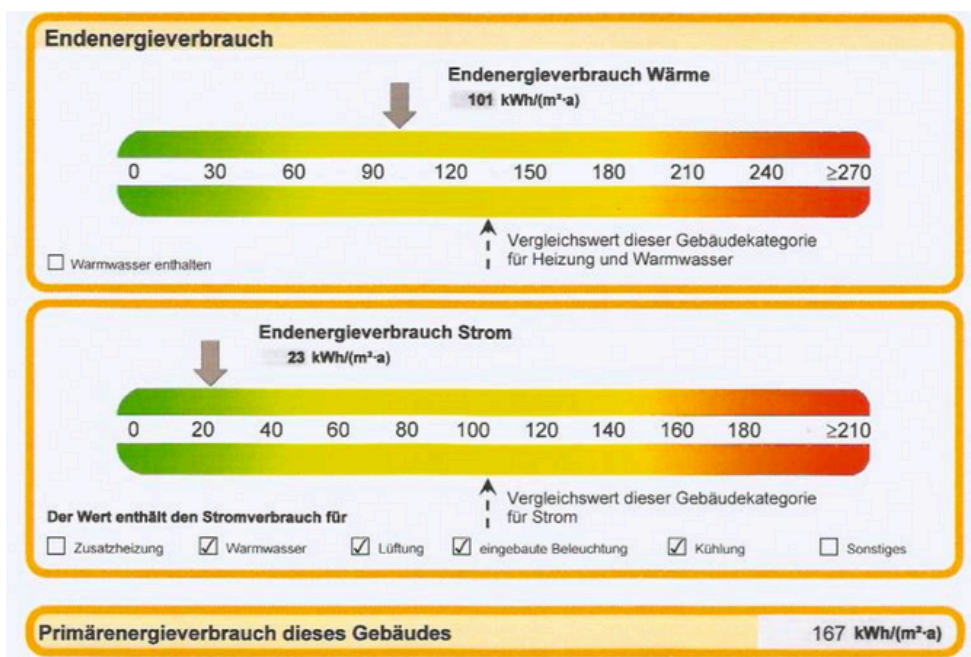 Endenergieverbrauch
Endenergieverbrauch Wärme
101 kWh/(m²·a)
0 30 60 90 120 150 180 210 240 ≥270
Vergleichswert dieser Gebäudekategorie
für Heizung und Warmwasser
☐ Warmwasser enthalten
Endenergieverbrauch Strom
23 kWh/(m²·a)
0 20 40 60 80 100 120 140 160 180 ≥210
Vergleichswert dieser Gebäudekategorie
für Strom
Der Wert enthält den Stromverbrauch für
☐ Zusatzheizung ☑ Warmwasser ☑ Lüftung ☑ eingebaute Beleuchtung ☑ Kühlung ☐ Sonstiges
Primärenergieverbrauch dieses Gebäudes 167 kWh/(m²·a)